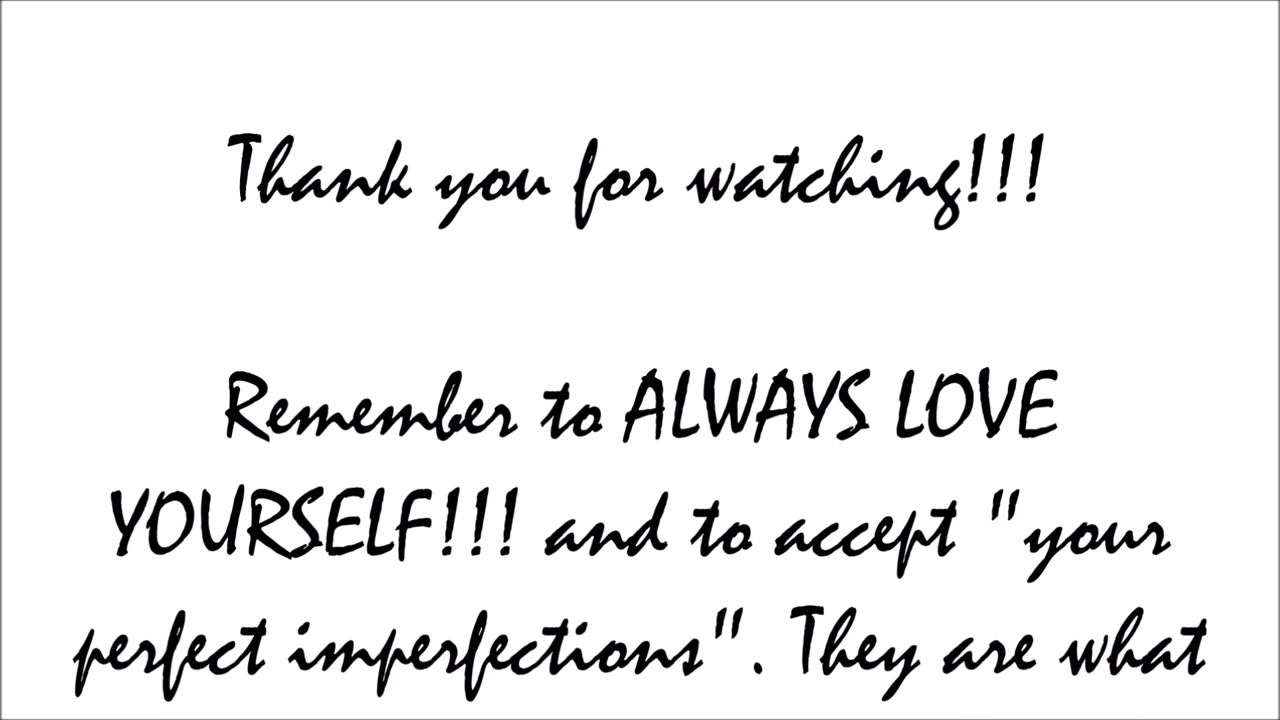 Thank you for watching!!!
Remember to ALWAYS LOVE
YOURSELF!!! and to accept "your
perfect imperfections". They are what